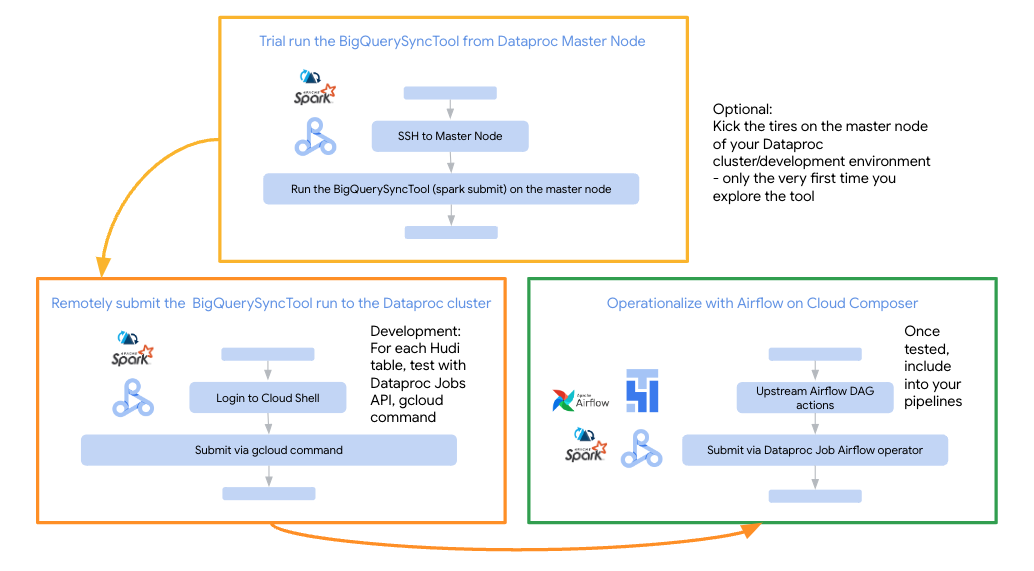 Trial run the BigQuerySyncTool from Dataproc Master Node
APACHE
Spark
SSH to Master Node
Run the BigQuerySyncTool (spark submit) on the master node
Optional:
Kick the tires on the master node
of your Dataproc
cluster/development environment
- only the very first time you
explore the tool
Remotely submit the BigQuerySyncTool run to the Dataproc cluster
APACHE
Spark
Development:
For each Hudi
table, test with
Dataproc Jobs
API, gcloud
command
Login to Cloud Shell
Submit via gcloud command
Operationalize with Airflow on Cloud Composer
Once
tested,
include
into your
pipelines
Apache
Airflow
Upstream Airflow DAG
actions
APACHE
Spark
Submit via Dataproc Job Airflow operator